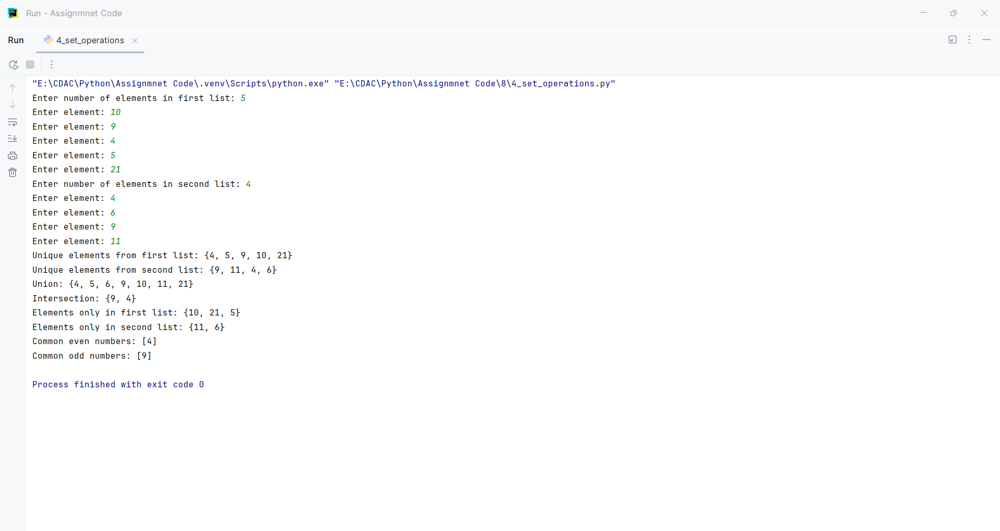 Run - Assignmnet Code
Run 4_set_operations
"E:\CDAC\Python\Assignmnet Code\.venv\Scripts\python.exe" "E:\CDAC\Python\Assignmnet Code\8\4_set_operations.py"
Enter number of elements in first list: 5
Enter element: 10
Enter element: 9
Enter element: 4
Enter element: 5
Enter element: 21
Enter number of elements in second list: 4
Enter element: 4
Enter element: 6
Enter element: 9
Enter element: 11
Unique elements from first list: {4, 5, 9, 10, 21}
Unique elements from second list: {9, 11, 4, 6}
Union: {4, 5, 6, 9, 10, 11, 21}
Intersection: {9, 4}
Elements only in first list: {10, 21, 5}
Elements only in second list: {11, 6}
Common even numbers: [4]
Common odd numbers: [9]
Process finished with exit code 0